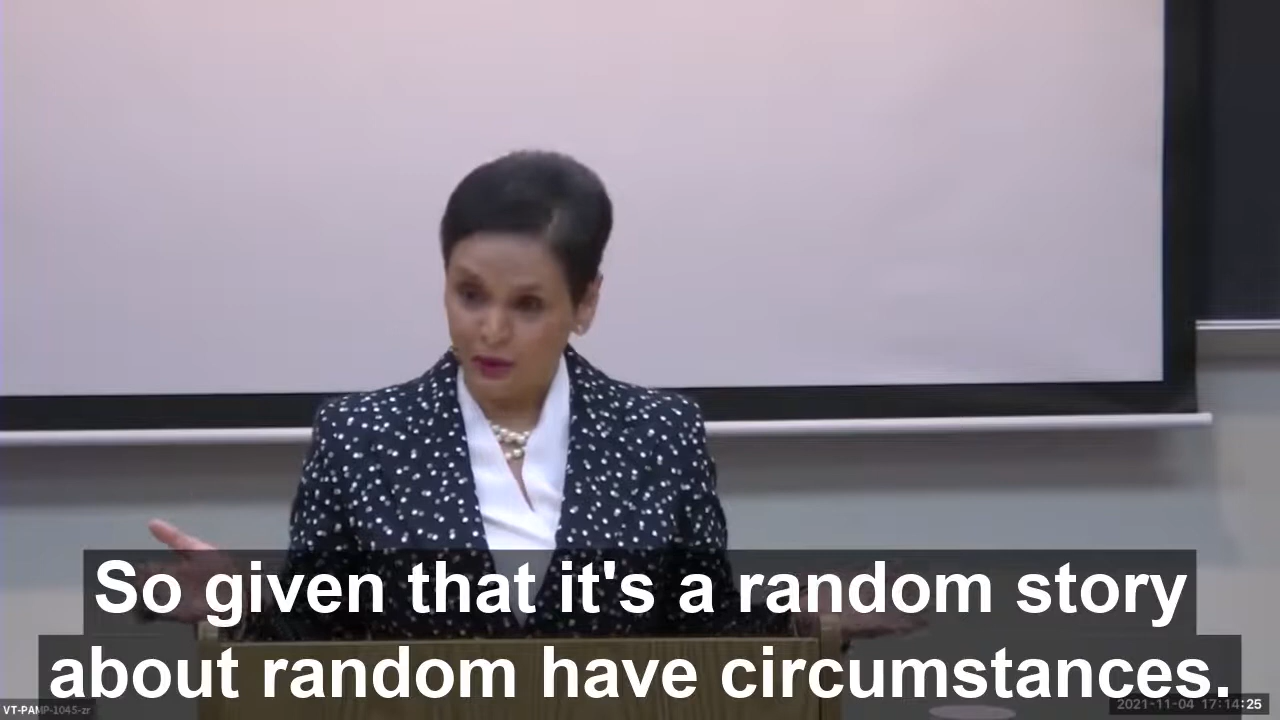 So given that it's a random story
about random have circumstances.
VT-PAMP-1045-zr
2021-11-04 17:14:25